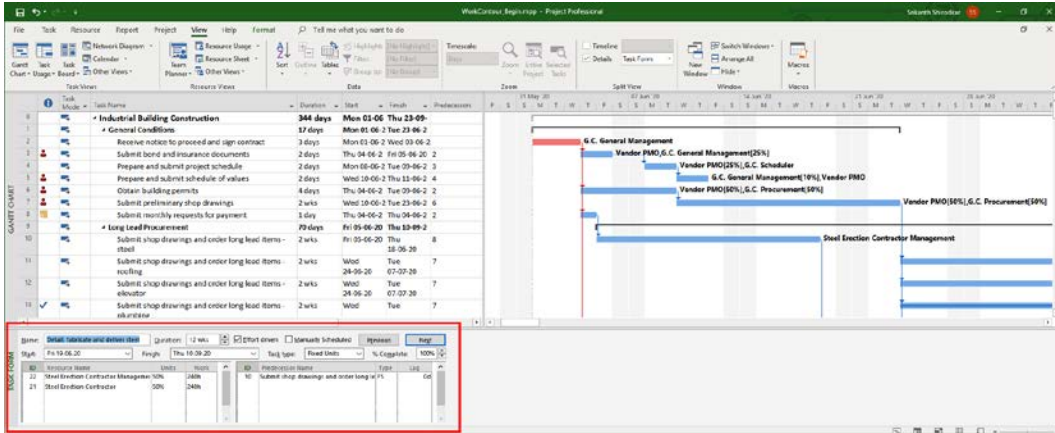 WorkContour_Begin.mpp - Project Professional
File Task Resource Report Project View Help Format Tell me what you want to do
Network Diagram Resource Usage Timescale Timeline Switch Windows
Calendar Resource Sheet Details Task Form Arrange All
Other Views Other Views Hide
Gantt Chart Task Usage Task Board Team Planner Sort Outline Tables Zoom Entire Project Selected Tasks New Window Macros
Task Views Resource Views Data Zoom Split View Window Macros
Task Mode Task Name Duration Start Finish Predecessors
0 Industrial Building Construction 344 days Mon 01-06 Thu 23-09-
1 General Conditions 17 days Mon 01-06-2 Tue 23-06-2
2 Receive notice to proceed and sign contract 3 days Mon 01-06-2 Wed 03-06-2
3 Submit bond and insurance documents 2 days Thu 04-06-2 Fri 05-06-20 2
4 Prepare and submit project schedule 2 days Mon 08-06-2 Tue 09-06-2 3
5 Prepare and submit schedule of values 2 days Wed 10-06-2 Thu 11-06-2 4
6 Obtain building permits 4 days Thu 04-06-2 Tue 09-06-2 2
7 Submit preliminary shop drawings 2 wks Wed 10-06-2 Tue 23-06-2 6
8 Submit monthly requests for payment 1 day Thu 04-06-2 Thu 04-06-2 2
9 Long Lead Procurement 70 days Fri 05-06-20 Thu 10-09-2
10 Submit shop drawings and order long lead items - steel 2 wks Fri 05-06-20 Thu 18-06-20 8
11 Submit shop drawings and order long lead items - roofing 2 wks Wed 24-06-20 Tue 07-07-20 7
12 Submit shop drawings and order long lead items - elevator 2 wks Wed 24-06-20 Tue 07-07-20 7
13 Submit shop drawings and order long lead items - plumbing 2 wks Wed Tue 7
GANTT CHART
G.C. General Management
Vendor PMO,G.C. General Management[25%]
Vendor PMO[25%],G.C. Scheduler
G.C. General Management[10%],Vendor PMO
Vendor PMO[50%],G.C. Procurement[50%]
Vendor PMO[50%],G.C. Procurement[50%]
Steel Erection Contractor Management
TASK FORM
Name: Detail, fabricate and deliver steel Duration: 12 wks Effort driven Manually Scheduled Previous Next
Start: Fri 19-06-20 Finish: Thu 10-09-20 Task type: Fixed Units % Complete: 100%
ID Resource Name Units Work ID Predecessor Name Type Lag
22 Steel Erection Contractor Managemen 50% 240h 10 Submit shop drawings and order long le FS 0d
21 Steel Erection Contractor 50% 240h